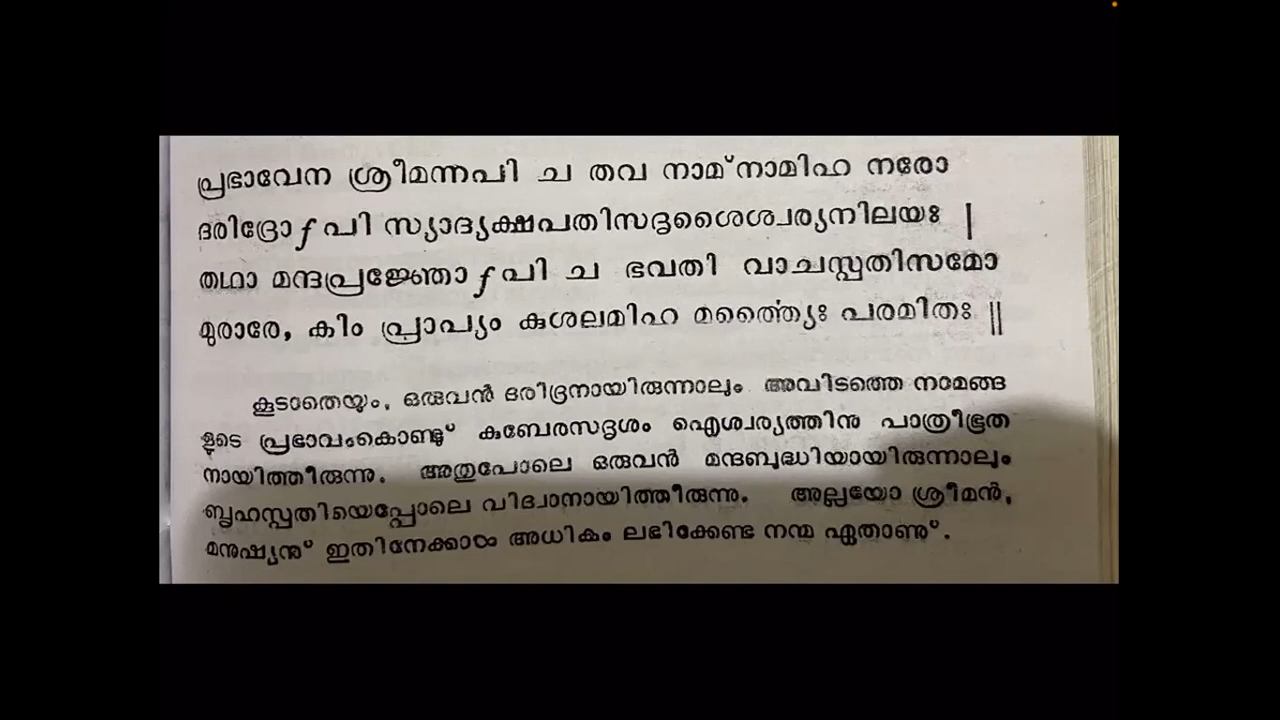 പ്രഭാവേന ശ്രീമന്നപി ച തവ നാമ്നാമിഹ നരോ
ദരിദ്രോƒപി സ്യാദ്യക്ഷപതിസദൃശൈശ്വര്യനിലയഃ |
തഥാ മന്ദപ്രജ്ഞോƒപി ച ഭവതി വാചസ്പതിസമോ
മുരാരേ, കിം പ്രാപ്യം കുശലമിഹ മർത്ത്യൈഃ പരമിതഃ ||
കൂടാതെയും, ഒരുവൻ ദരിദ്രനായിരുന്നാലും അവിടത്തെ നാമങ്ങ
ളുടെ പ്രഭാവംകൊണ്ടു് കുബേരസദൃശം ഐശ്വര്യത്തിനു പാത്രീഭൂത
നായിത്തീരുന്നു. അതുപോലെ ഒരുവൻ മന്ദബുദ്ധിയായിരുന്നാലും
ബൃഹസ്പതിയെപ്പോലെ വിദ്വാനായിത്തീരുന്നു. അല്ലയോ ശ്രീമൻ,
മനുഷ്യനു് ഇതിനേക്കാൾ അധികം ലഭിക്കേണ്ട നന്മ ഏതാണു്.